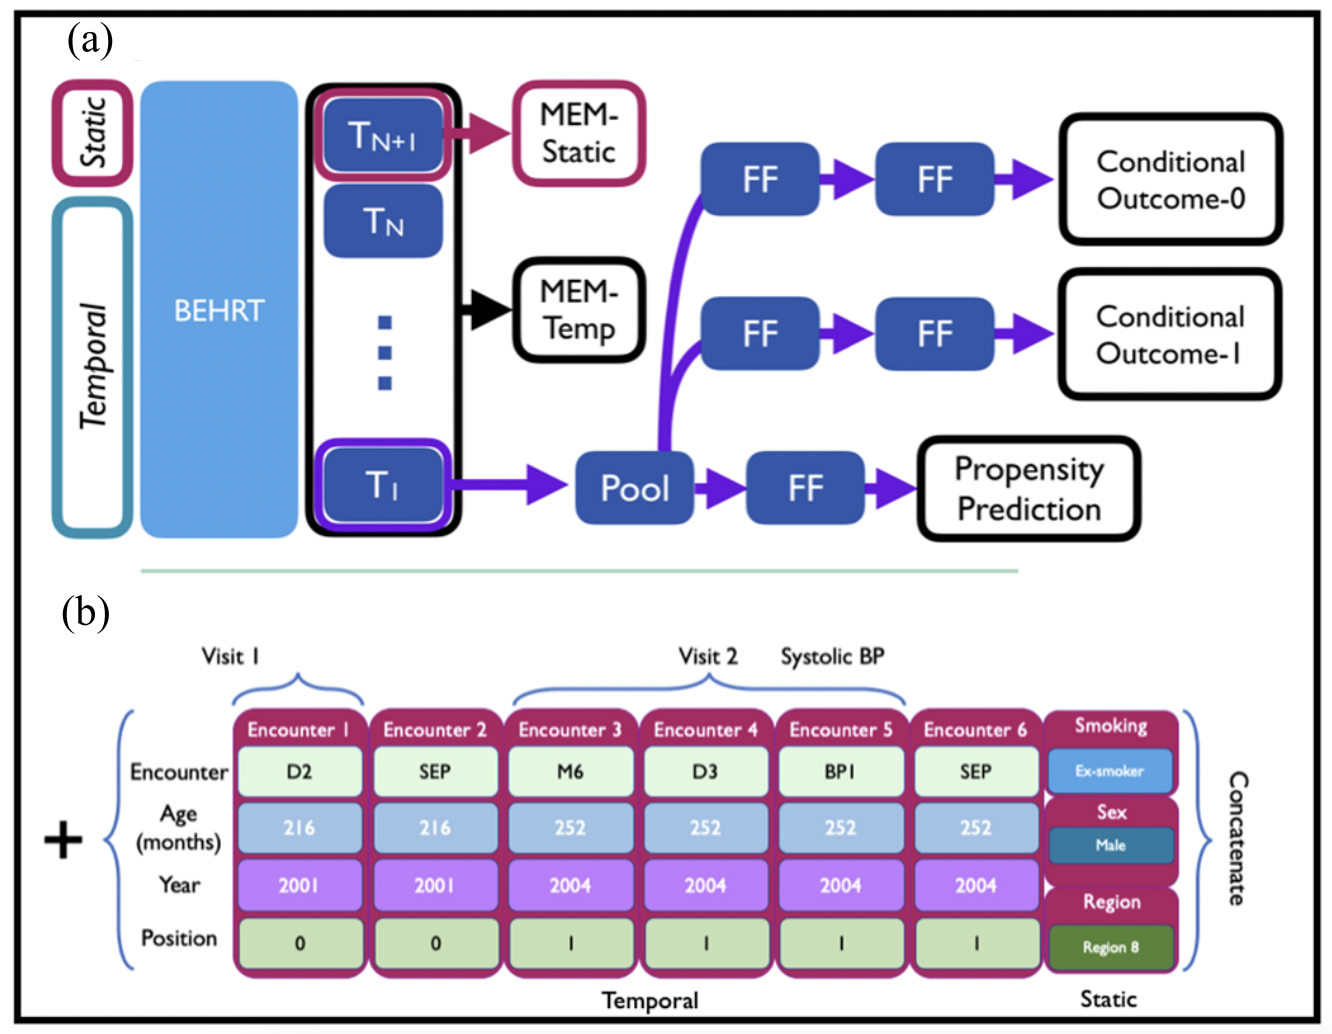 (a)
Static
Temporal
BEHRT
TN+1
TN
T1
MEM-
Static
MEM-
Temp
FF
FF
Conditional
Outcome-0
FF
FF
Conditional
Outcome-1
Pool
FF
Propensity
Prediction
(b)
Visit 1
Visit 2
Systolic BP
Encounter 1
Encounter 2
Encounter 3
Encounter 4
Encounter 5
Encounter 6
Smoking
Encounter
D2
SEP
M6
D3
BP1
SEP
Ex-smoker
Age
(months)
216
216
252
252
252
252
Sex
Male
Year
2001
2001
2004
2004
2004
2004
Region
Position
0
0
1
1
1
1
Region 8
+
Concatenate
Temporal
Static